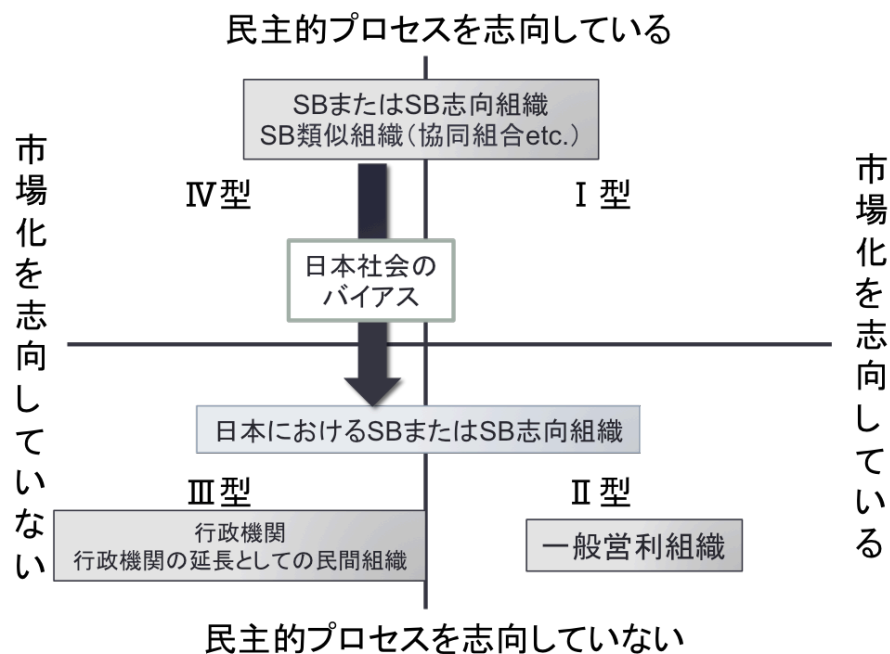 民主的プロセスを志向している
SBまたはSB志向組織
SB類似組織(協同組合etc.)
市場化を志向していない
Ⅳ型
Ⅰ型
市場化を志向している
日本社会の
バイアス
日本におけるSBまたはSB志向組織
Ⅲ型
Ⅱ型
行政機関
行政機関の延長としての民間組織
一般営利組織
民主的プロセスを志向していない